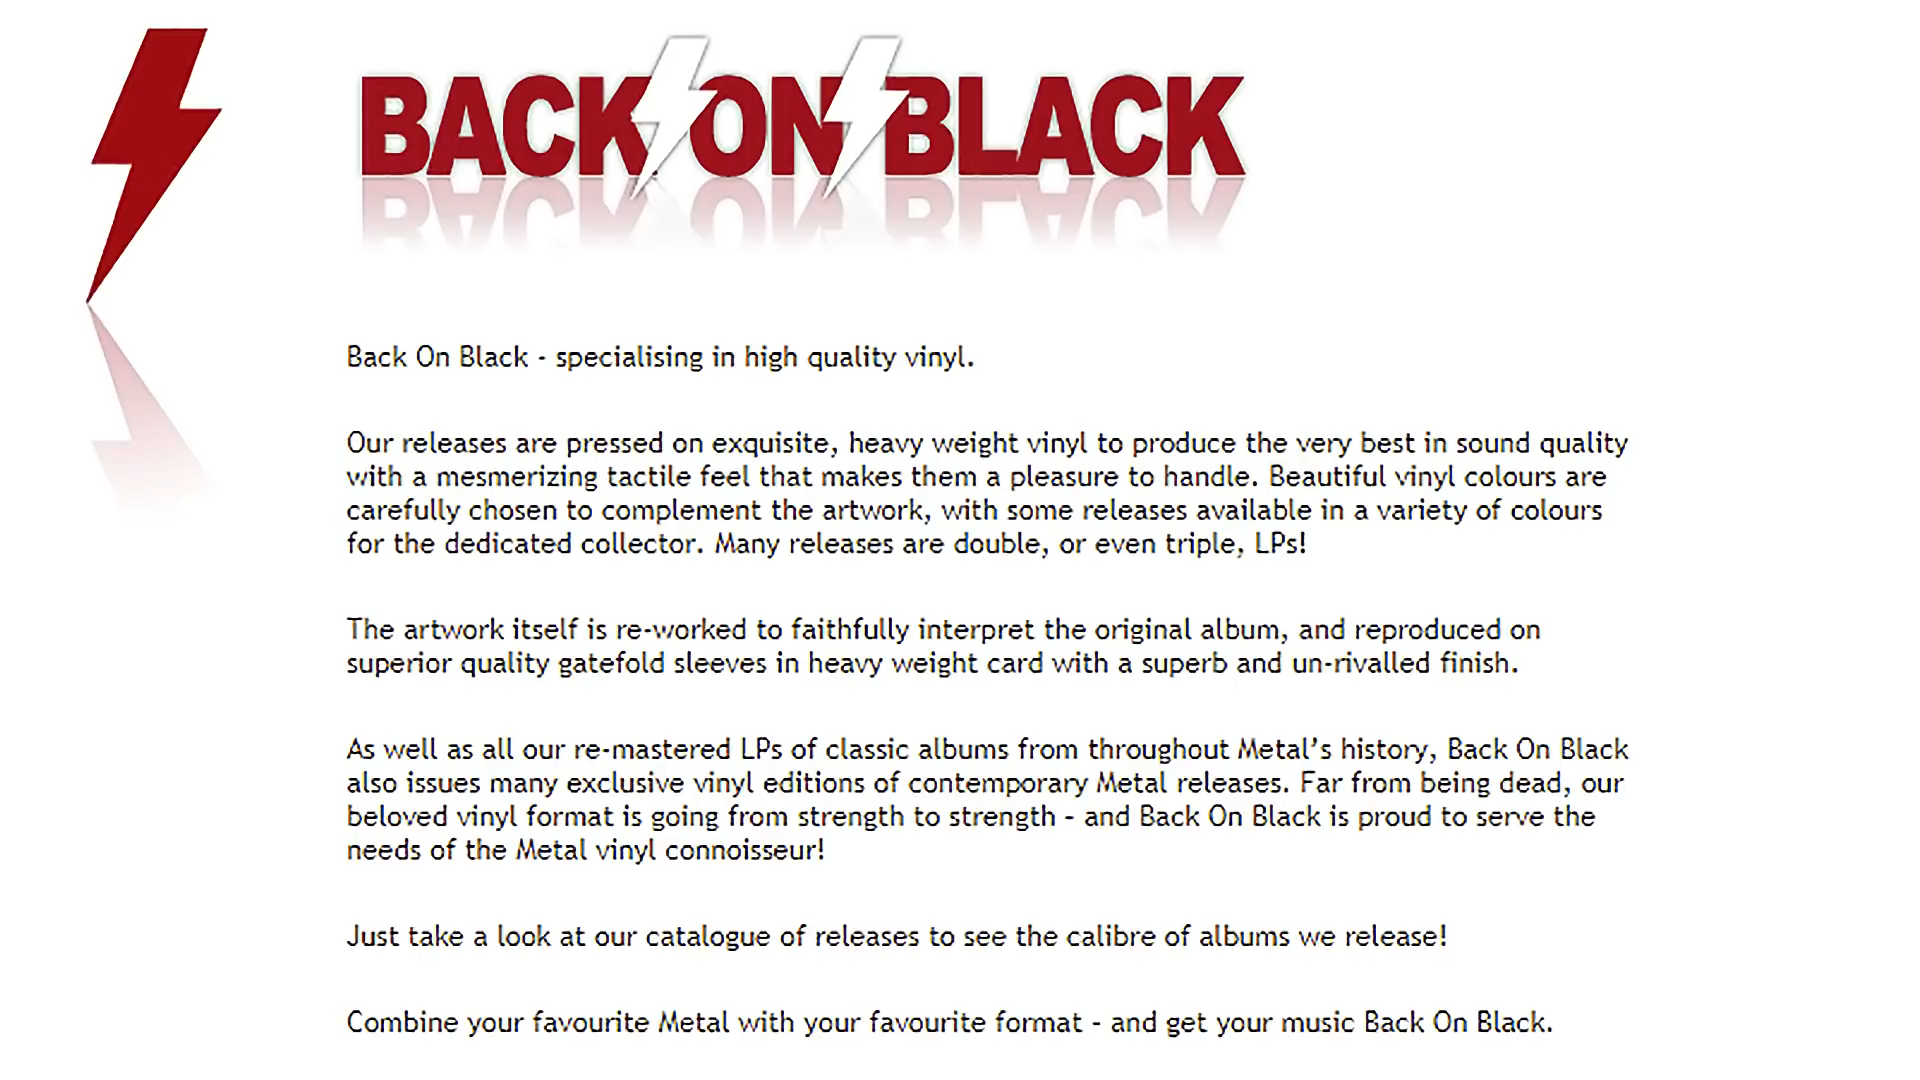 BACK ON BLACK
Back On Black - specialising in high quality vinyl.
Our releases are pressed on exquisite, heavy weight vinyl to produce the very best in sound quality
with a mesmerizing tactile feel that makes them a pleasure to handle. Beautiful vinyl colours are
carefully chosen to complement the artwork, with some releases available in a variety of colours
for the dedicated collector. Many releases are double, or even triple, LPs!
The artwork itself is re-worked to faithfully interpret the original album, and reproduced on
superior quality gatefold sleeves in heavy weight card with a superb and un-rivalled finish.
As well as all our re-mastered LPs of classic albums from throughout Metal’s history, Back On Black
also issues many exclusive vinyl editions of contemporary Metal releases. Far from being dead, our
beloved vinyl format is going from strength to strength – and Back On Black is proud to serve the
needs of the Metal vinyl connoisseur!
Just take a look at our catalogue of releases to see the calibre of albums we release!
Combine your favourite Metal with your favourite format – and get your music Back On Black.